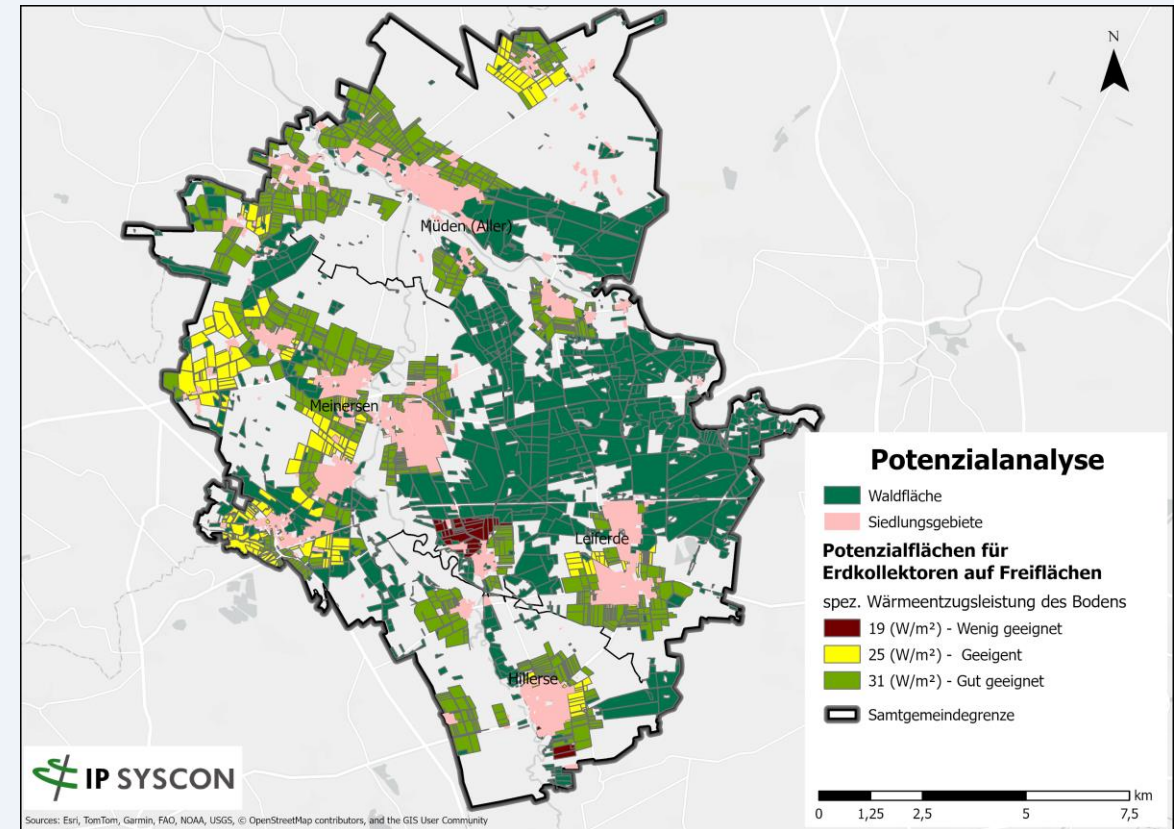 N
Müden (Aller)
Meinersen
Leiferde
Hillerse
Potenzialanalyse
Waldfläche
Siedlungsgebiete
Potenzialflächen für
Erdkollektoren auf Freiflächen
spez. Wärmeentzugsleistung des Bodens
19 (W/m²) - Wenig geeignet
25 (W/m²) - Geeigent
31 (W/m²) - Gut geeignet
Samtgemeindegrenze
km
0 1,25 2,5 5 7,5
IP SYSCON
Sources: Esri, TomTom, Garmin, FAO, NOAA, USGS, © OpenStreetMap contributors, and the GIS User Community